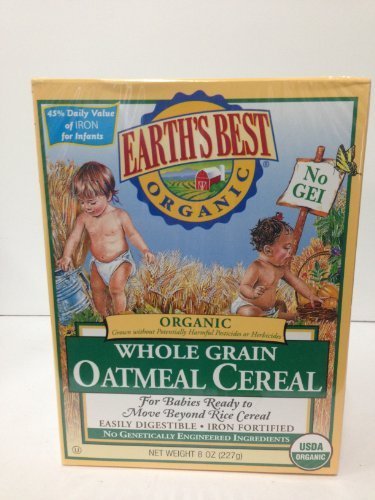 45% Daily Value
of IRON
for Infants
EARTH'S BEST
®
ORGANIC
No
GEI
ORGANIC
Grown without Potentially Harmful Pesticides or Herbicides
WHOLE GRAIN
OATMEAL CEREAL
For Babies Ready to
Move Beyond Rice Cereal
EASILY DIGESTIBLE • IRON FORTIFIED
NO GENETICALLY ENGINEERED INGREDIENTS
U
NET WEIGHT 8 OZ (227g)
USDA
ORGANIC